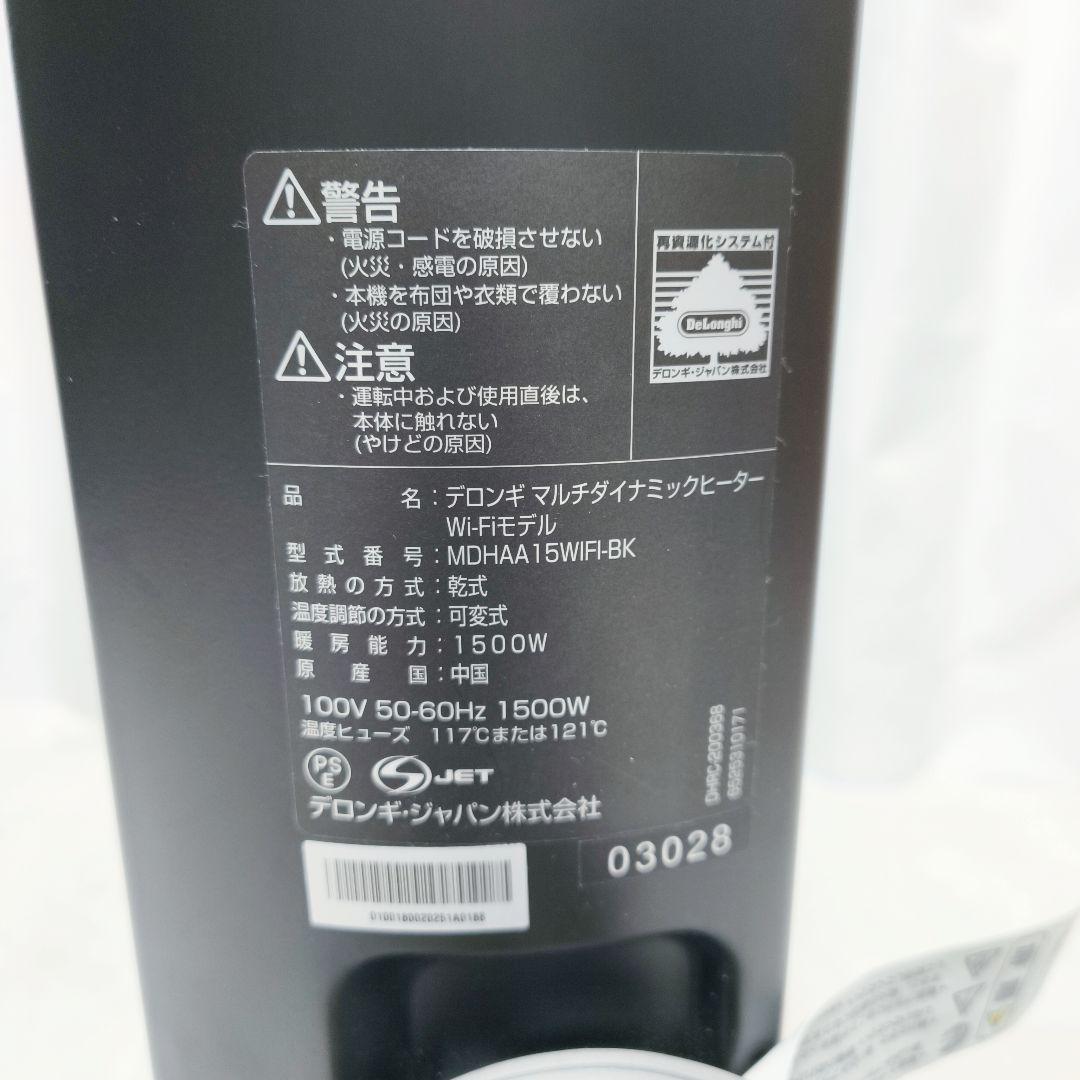 警告
・電源コードを破損させない
(火災・感電の原因)
・本機を布団や衣類で覆わない
(火災の原因)
注意
・運転中および使用直後は、
本体に触れない
(やけどの原因)
再資源化システム付
DeLonghi
デロンギ・ジャパン株式会社
品名：デロンギ マルチダイナミックヒーター
Wi-Fiモデル
型式番号：MDHAA15WIFI-BK
放熱の方式：乾式
温度調節の方式：可変式
暖房能力：1500W
原産国：中国
100V 50-60Hz 1500W
温度ヒューズ 117℃または121℃
PSE
S JET
デロンギ・ジャパン株式会社
DHRC-200368
6525310171
03028